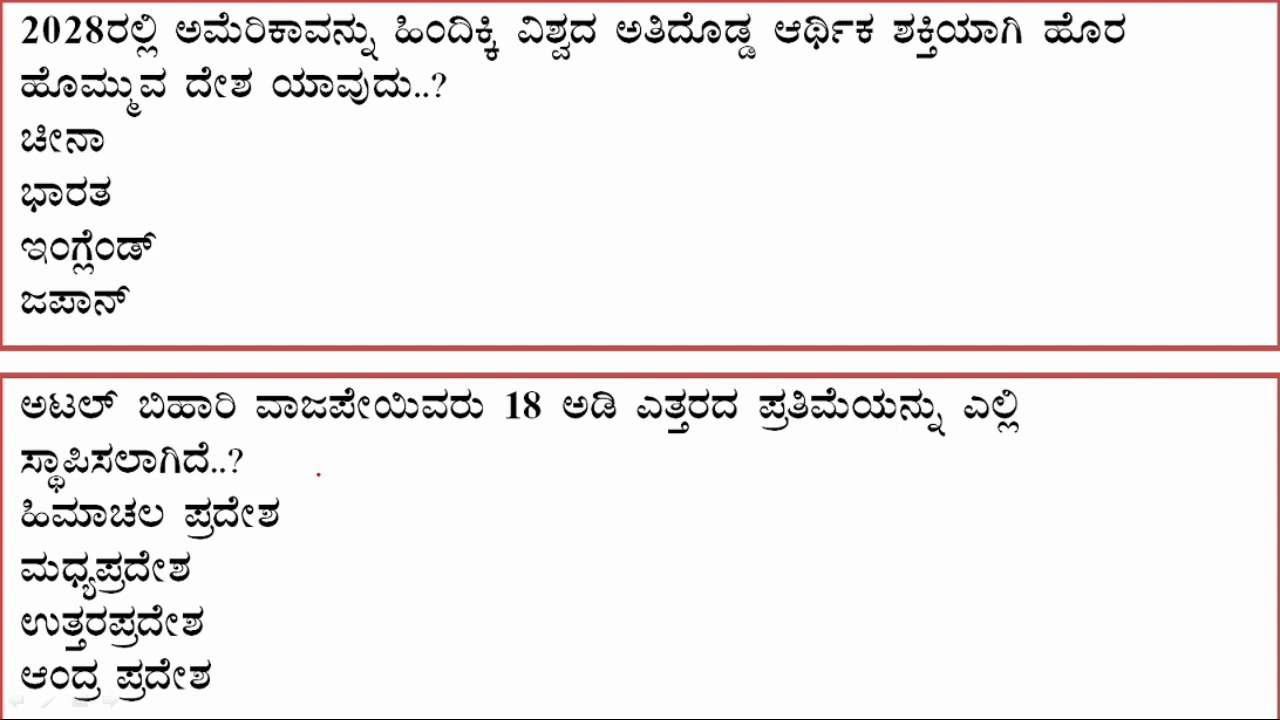 2028ರಲ್ಲಿ ಅಮೆರಿಕಾವನ್ನು ಹಿಂದಿಕ್ಕಿ ವಿಶ್ವದ ಅತಿದೊಡ್ಡ ಆರ್ಥಿಕ ಶಕ್ತಿಯಾಗಿ ಹೊರ
ಹೊಮ್ಮುವ ದೇಶ ಯಾವುದು..?
ಚೀನಾ
ಭಾರತ
ಇಂಗ್ಲೆಂಡ್
ಜಪಾನ್
ಅಟಲ್ ಬಿಹಾರಿ ವಾಜಪೇಯಿವರು 18 ಅಡಿ ಎತ್ತರದ ಪ್ರತಿಮೆಯನ್ನು ಎಲ್ಲಿ
ಸ್ಥಾಪಿಸಲಾಗಿದೆ..?
ಹಿಮಾಚಲ ಪ್ರದೇಶ
ಮಧ್ಯಪ್ರದೇಶ
ಉತ್ತರಪ್ರದೇಶ
ಆಂದ್ರ ಪ್ರದೇಶ